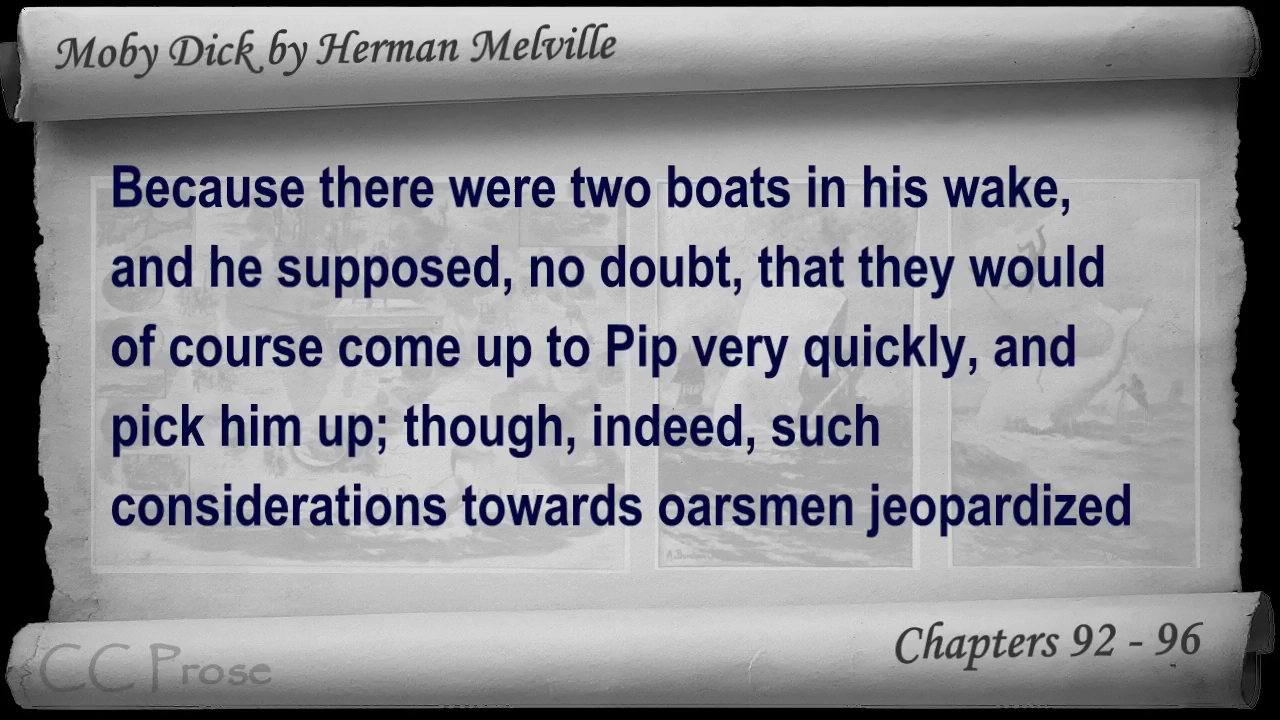 Moby Dick by Herman Melville
Because there were two boats in his wake,
and he supposed, no doubt, that they would
of course come up to Pip very quickly, and
pick him up; though, indeed, such
considerations towards oarsmen jeopardized
Chapters 92 - 96
CC Prose